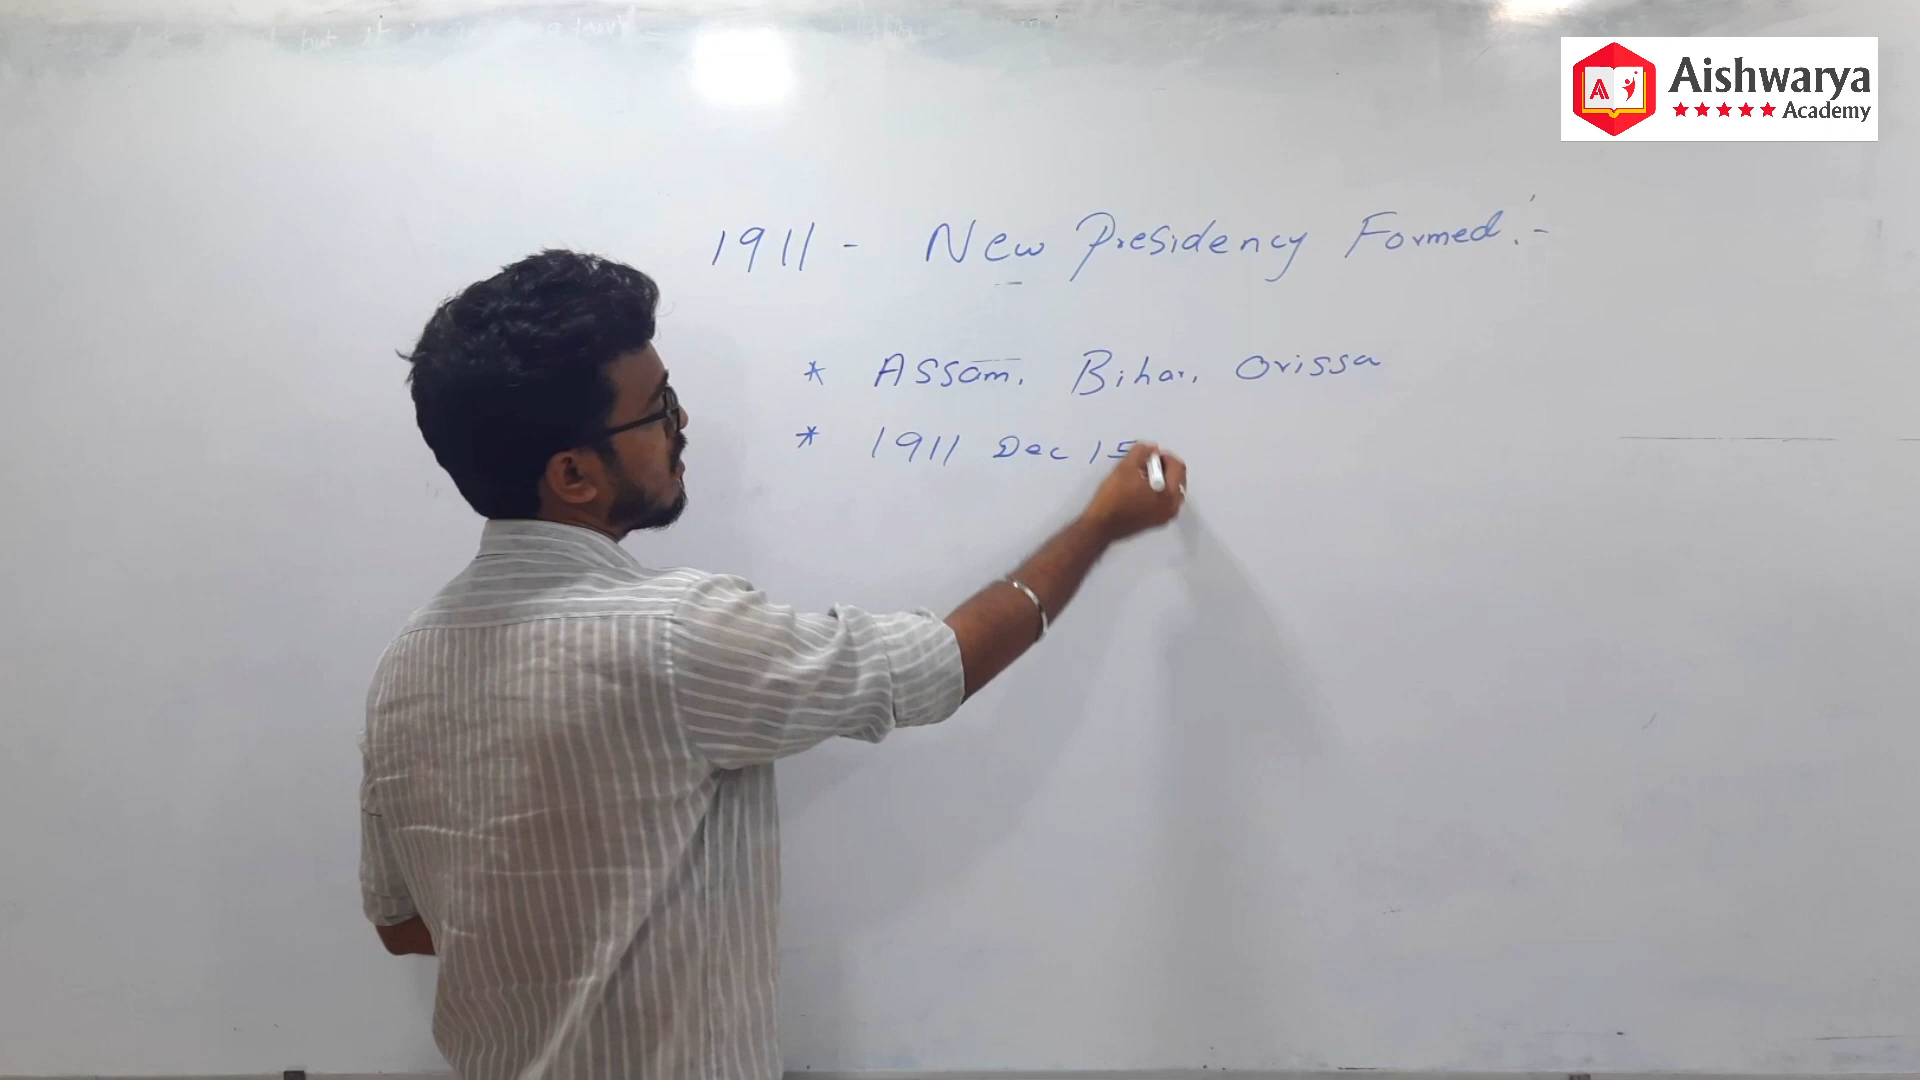 Aishwarya
Academy
1911 - New Presidency Formed :-
* Assam, Bihar, Orissa
* 1911 Dec 15